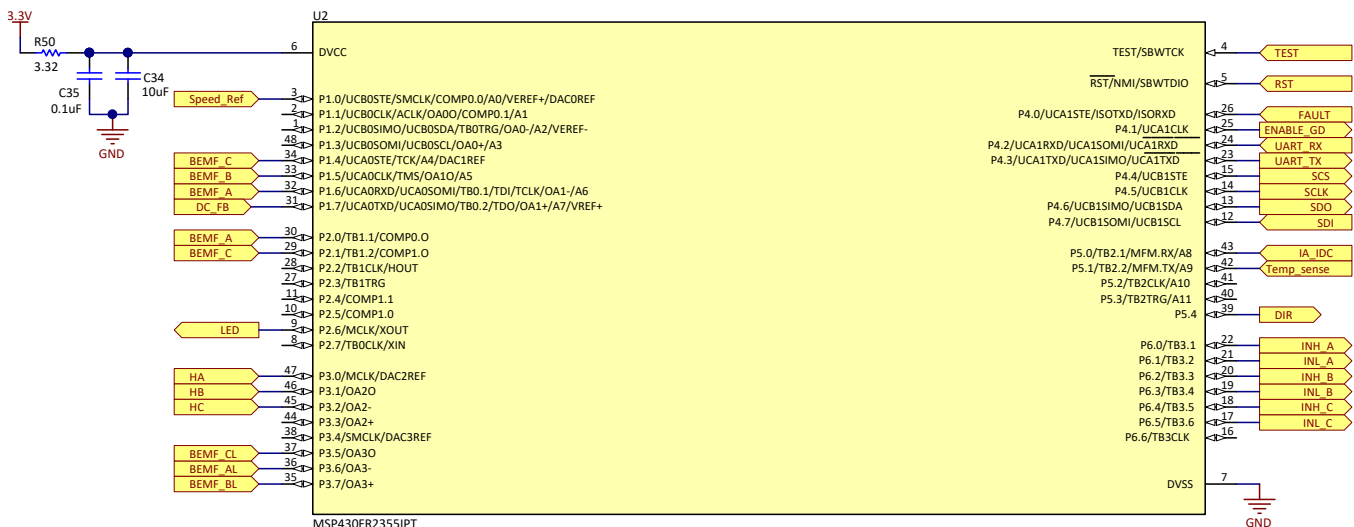 3.3V
U2
R50
3.32
C35
0.1uF
C34
10uF
GND
6
DVCC
Speed_Ref
3
P1.0/UCB0STE/SMCLK/COMP0.0/A0/VEREF+/DAC0REF
2
P1.1/UCB0CLK/ACLK/OA0O/COMP0.1/A1
1
P1.2/UCB0SIMO/UCB0SDA/TB0TRG/OA0-/A2/VEREF-
48
P1.3/UCB0SOMI/UCB0SCL/OA0+/A3
BEMF_C
34
P1.4/UCA0STE/TCK/A4/DAC1REF
BEMF_B
33
P1.5/UCA0CLK/TMS/OA1O/A5
BEMF_A
32
P1.6/UCA0RXD/UCA0SOMI/TB0.1/TDI/TCLK/OA1-/A6
DC_FB
31
P1.7/UCA0TXD/UCA0SIMO/TB0.2/TDO/OA1+/A7/VREF+
BEMF_A
30
P2.0/TB1.1/COMP0.O
BEMF_C
29
P2.1/TB1.2/COMP1.O
28
P2.2/TB1CLK/HOUT
27
P2.3/TB1TRG
11
P2.4/COMP1.1
10
P2.5/COMP1.0
LED
9
P2.6/MCLK/XOUT
8
P2.7/TB0CLK/XIN
HA
47
P3.0/MCLK/DAC2REF
HB
46
P3.1/OA2O
HC
45
P3.2/OA2-
44
P3.3/OA2+
38
P3.4/SMCLK/DAC3REF
BEMF_CL
37
P3.5/OA3O
BEMF_AL
36
P3.6/OA3-
BEMF_BL
35
P3.7/OA3+
TEST/SBWTCK
4
TEST
RST/NMI/SBWTDIO
5
RST
P4.0/UCA1STE/ISOTXD/ISORXD
26
FAULT
P4.1/UCA1CLK
25
ENABLE_GD
P4.2/UCA1RXD/UCA1SOMI/UCA1RXD
24
UART_RX
P4.3/UCA1TXD/UCA1SIMO/UCA1TXD
23
UART_TX
P4.4/UCB1STE
15
SCS
P4.5/UCB1CLK
14
SCLK
P4.6/UCB1SIMO/UCB1SDA
13
SDO
P4.7/UCB1SOMI/UCB1SCL
12
SDI
P5.0/TB2.1/MFM.RX/A8
43
IA_IDC
P5.1/TB2.2/MFM.TX/A9
42
Temp_sense
P5.2/TB2CLK/A10
41
P5.3/TB2TRG/A11
40
P5.4
39
DIR
P6.0/TB3.1
22
INH_A
P6.1/TB3.2
21
INL_A
P6.2/TB3.3
20
INH_B
P6.3/TB3.4
19
INL_B
P6.4/TB3.5
18
INH_C
P6.5/TB3.6
17
INL_C
P6.6/TB3CLK
16
DVSS
7
GND
MSP430FR2355IPT